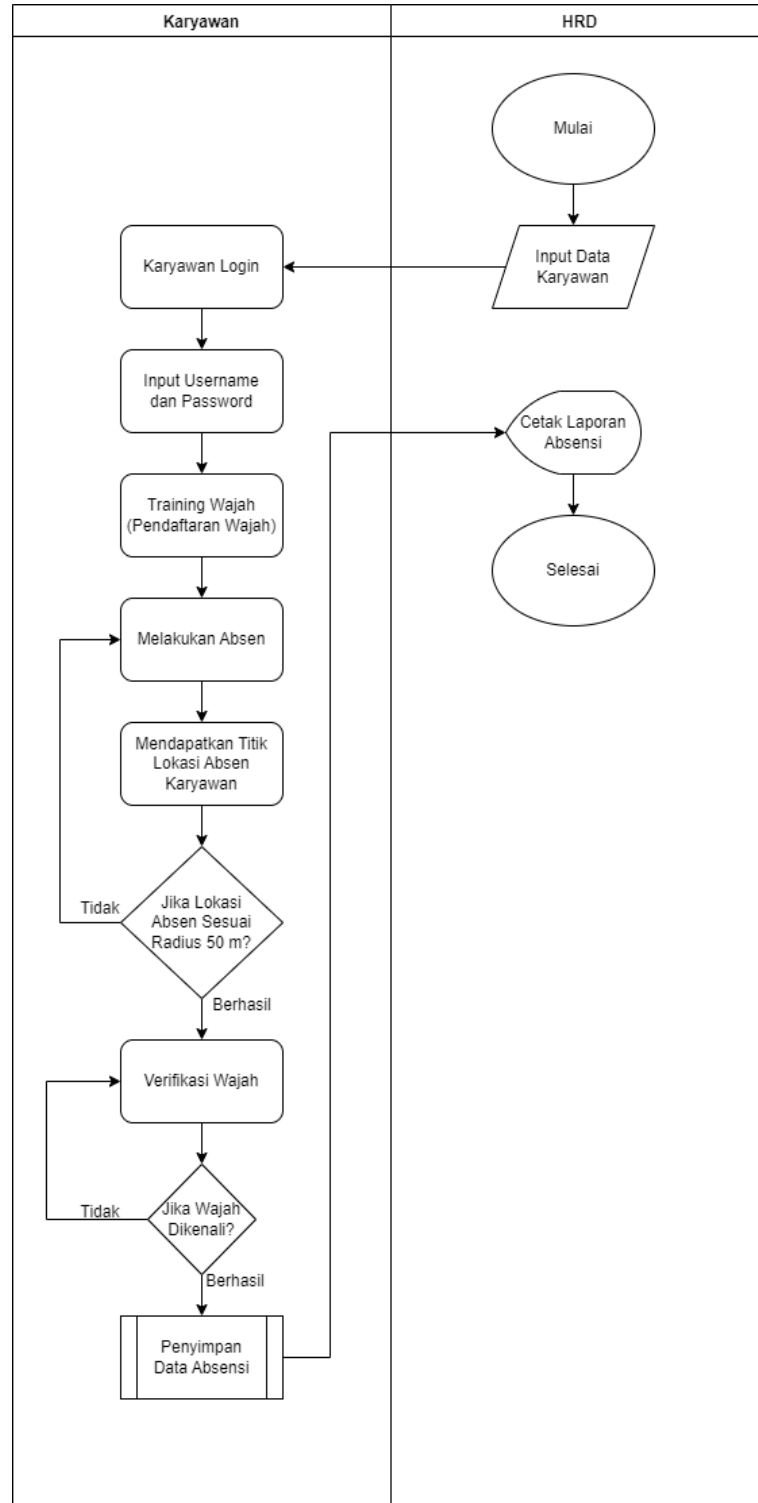 Karyawan
HRD
Mulai
Input Data
Karyawan
Karyawan Login
Input Username
dan Password
Training Wajah
(Pendaftaran Wajah)
Melakukan Absen
Mendapatkan Titik
Lokasi Absen
Karyawan
Jika Lokasi
Absen Sesuai
Radius 50 m?
Tidak
Berhasil
Verifikasi Wajah
Jika Wajah
Dikenali?
Tidak
Berhasil
Penyimpan
Data Absensi
Cetak Laporan
Absensi
Selesai